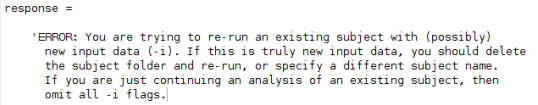 response =
'ERROR: You are trying to re-run an existing subject with (possibly)
new input data (-i). If this is truly new input data, you should delete
the subject folder and re-run, or specify a different subject name.
If you are just continuing an analysis of an existing subject, then
omit all -i flags.